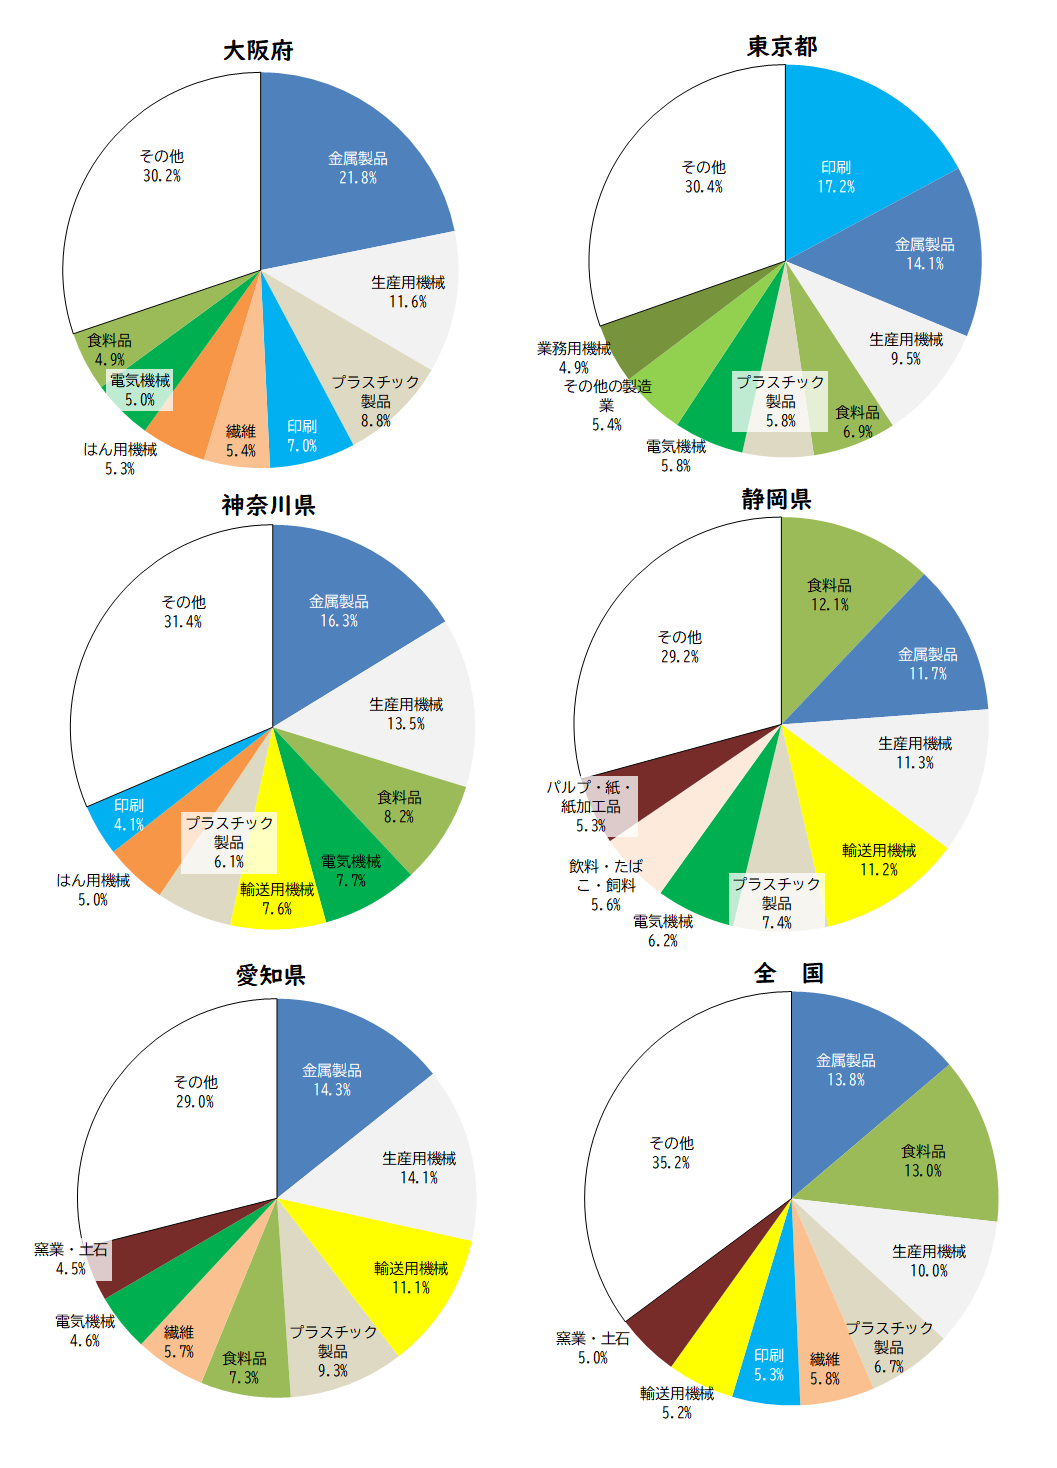 大阪府
金属製品
21.8%
生産用機械
11.6%
プラスチック
製品
8.8%
印刷
7.0%
繊維
5.4%
はん用機械
5.3%
電気機械
5.0%
食料品
4.9%
その他
30.2%
東京都
印刷
17.2%
金属製品
14.1%
生産用機械
9.5%
食料品
6.9%
プラスチック
製品
5.8%
電気機械
5.8%
その他の製造
業
5.4%
業務用機械
4.9%
その他
30.4%
神奈川県
金属製品
16.3%
生産用機械
13.5%
食料品
8.2%
電気機械
7.7%
輸送用機械
7.6%
プラスチック
製品
6.1%
はん用機械
5.0%
印刷
4.1%
その他
31.4%
静岡県
食料品
12.1%
金属製品
11.7%
生産用機械
11.3%
輸送用機械
11.2%
プラスチック
製品
7.4%
電気機械
6.2%
飲料・たば
こ・飼料
5.6%
パルプ・紙・
紙加工品
5.3%
その他
29.2%
愛知県
金属製品
14.3%
生産用機械
14.1%
輸送用機械
11.1%
プラスチック
製品
9.3%
食料品
7.3%
繊維
5.7%
電気機械
4.6%
窯業・土石
4.5%
その他
29.0%
全　国
金属製品
13.8%
食料品
13.0%
生産用機械
10.0%
プラスチック
製品
6.7%
繊維
5.8%
印刷
5.3%
輸送用機械
5.2%
窯業・土石
5.0%
その他
35.2%